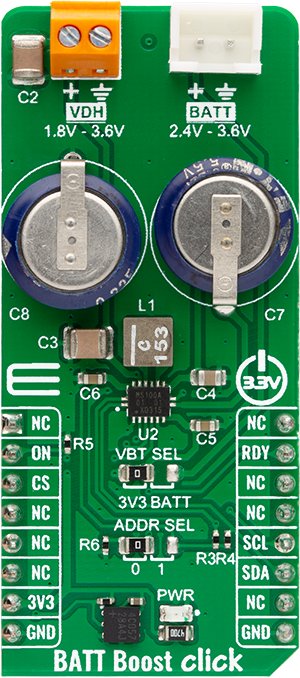 C2
+
VDH
1.8V - 3.6V
+
BATT
2.4V - 3.6V
C8
C7
L1
C
153
C3
C6
C4
C5
U2
3.3V
NC
ON
CS
NC
NC
NC
3V3
GND
R5
VBT SEL
0
3V3 BATT
ADDR SEL
0
0 1
R6
R3R4
PWR
NC
RDY
NC
NC
SCL
SDA
NC
GND
BATT Boost click